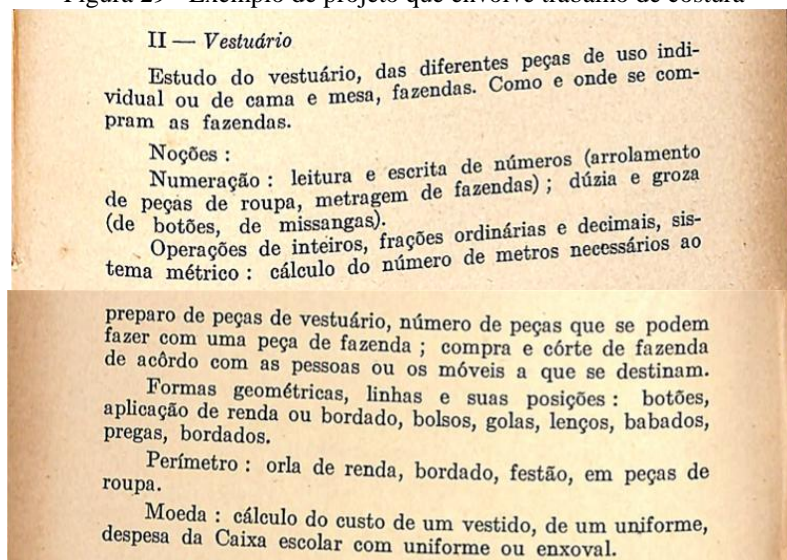 Figura 29 - Exemplo de projeto que envolve trabalho de costura
II — Vestuário
Estudo do vestuário, das diferentes peças de uso indi-
vidual ou de cama e mesa, fazendas. Como e onde se com-
pram as fazendas.
Noções :
Numeração : leitura e escrita de números (arrolamento
de peças de roupa, metragem de fazendas) ; dúzia e groza
(de botões, de missangas).
Operações de inteiros, frações ordinárias e decimais, sis-
tema métrico : cálculo do número de metros necessários ao
preparo de peças de vestuário, número de peças que se podem
fazer com uma peça de fazenda ; compra e córte de fazenda
de acôrdo com as pessoas ou os móveis a que se destinam.
Formas geométricas, linhas e suas posições : botões,
aplicação de renda ou bordado, bolsos, golas, lenços, babados,
pregas, bordados.
Perímetro : orla de renda, bordado, festão, em peças de
roupa.
Moeda : cálculo do custo de um vestido, de um uniforme,
despesa da Caixa escolar com uniforme ou enxoval.